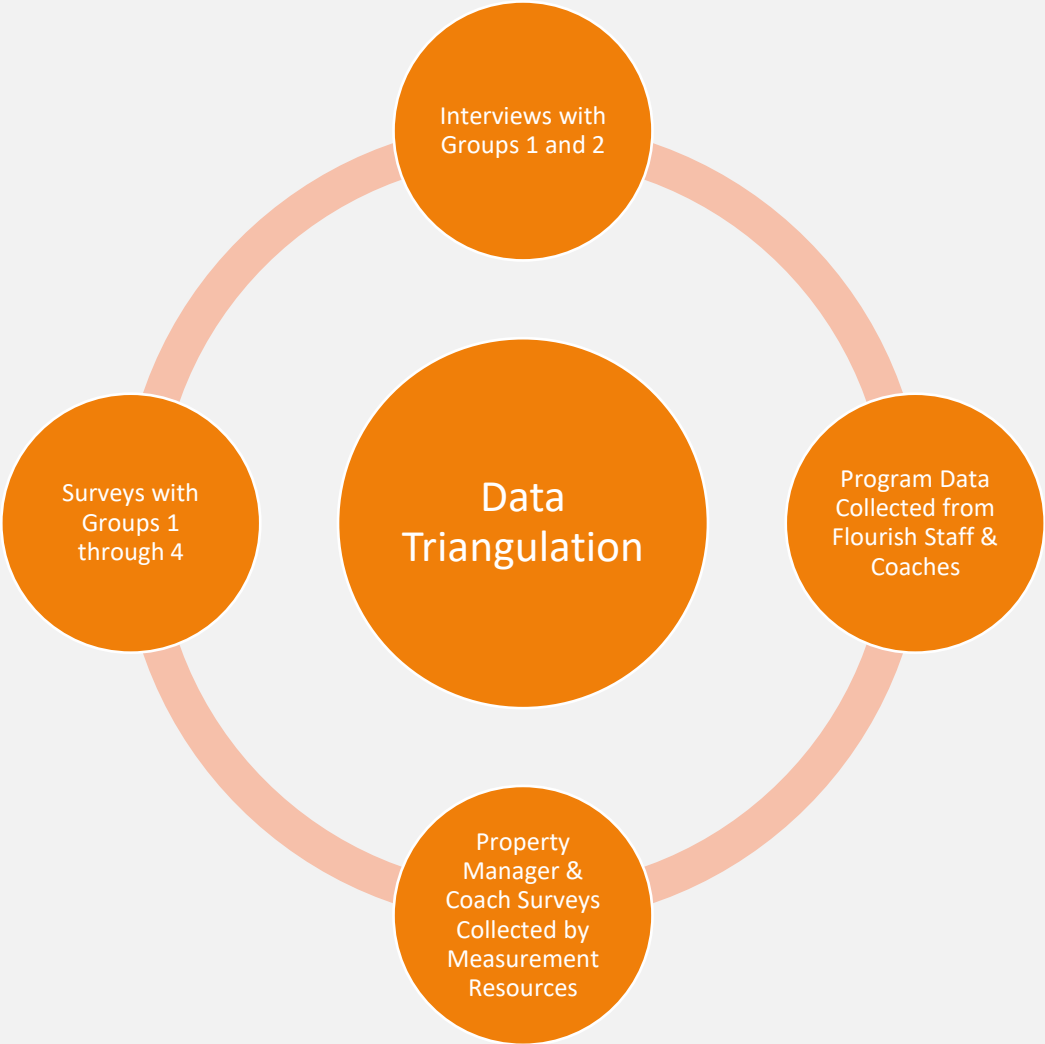 Interviews with
Groups 1 and 2
Surveys with
Groups 1
through 4
Data
Triangulation
Program Data
Collected from
Flourish Staff &
Coaches
Property
Manager &
Coach Surveys
Collected by
Measurement
Resources